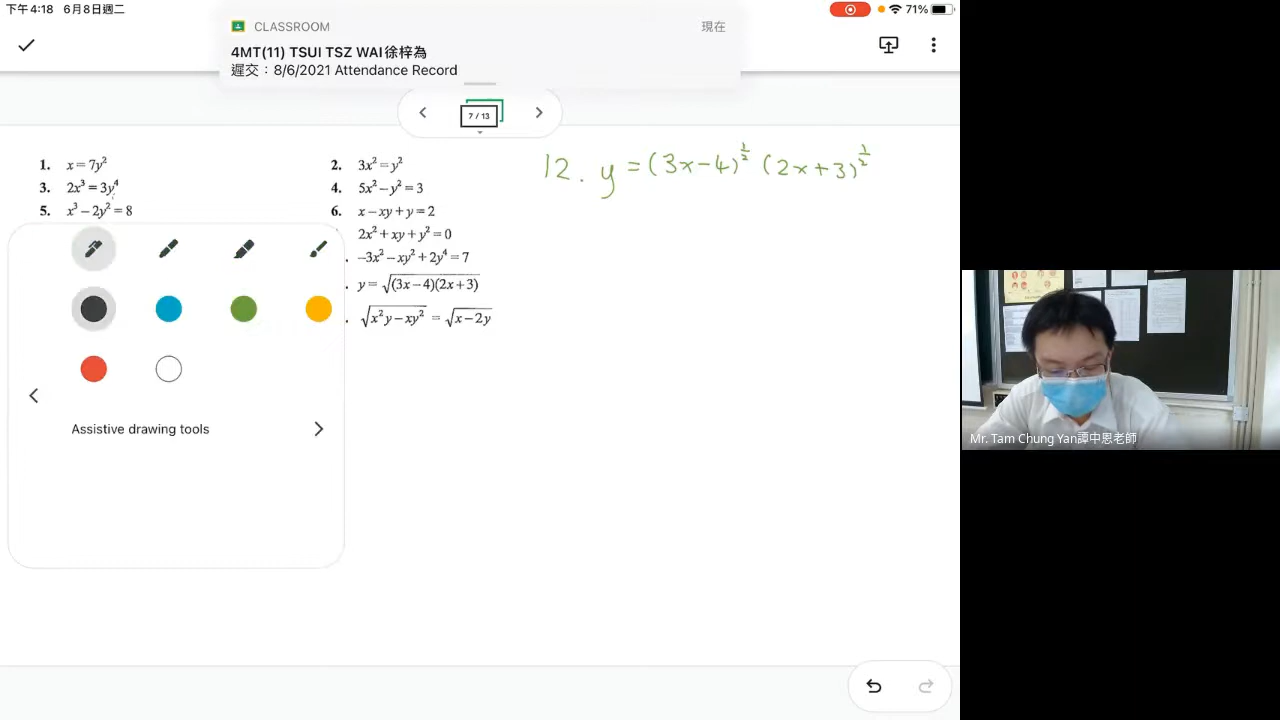 下午4:18 6月8日週二
71%
CLASSROOM
現在
4MT(11) TSUI TSZ WAI徐梓為
遲交：8/6/2021 Attendance Record
7 / 13
1. x = 7y²
2. 3x² = y²
3. 2x³ = 3y⁴
4. 5x² − y² = 3
5. x³ − 2y² = 8
6. x − xy + y = 2
2x² + xy + y² = 0
. −3x² − xy² + 2y⁴ = 7
. y = √(3x − 4)(2x + 3)
. √x²y − xy² = √x − 2y
12. y = (3x − 4)^½ (2x + 3)^½
Assistive drawing tools
Mr. Tam Chung Yan譚中恩老師